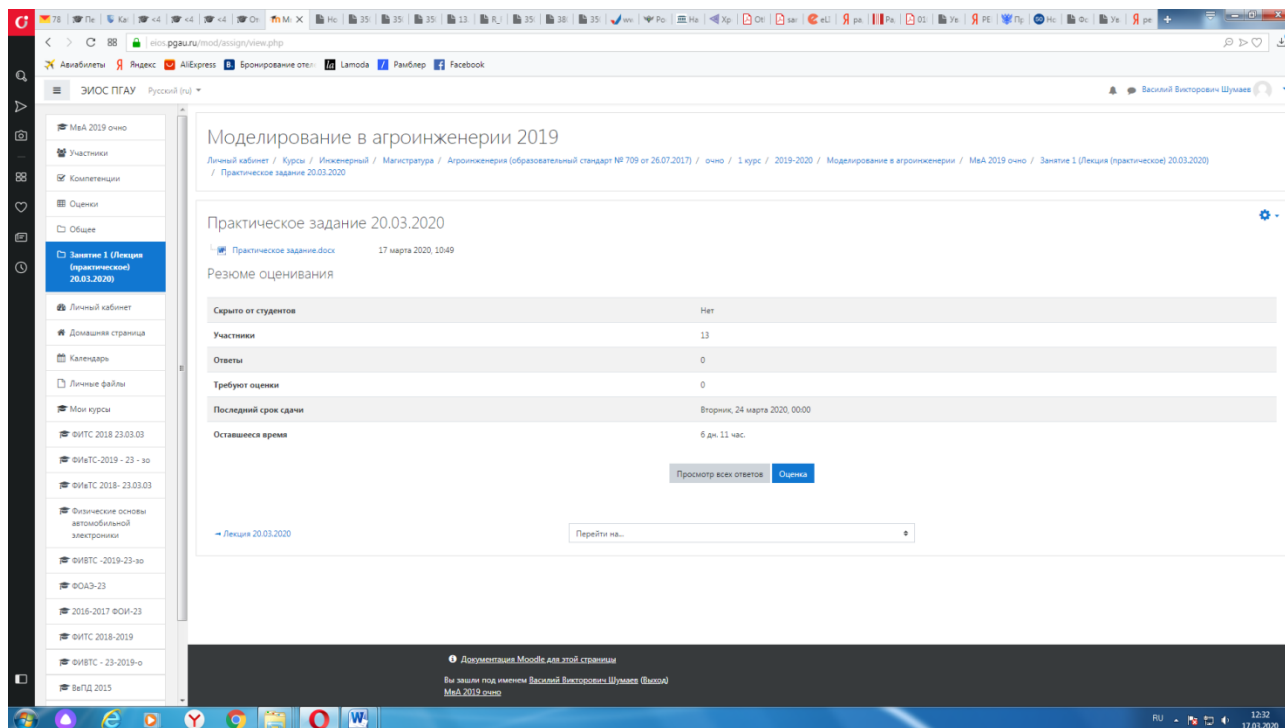 78
eios.pgau.ru/mod/assign/view.php
Авиабилеты Яндекс AliExpress Бронирование отел Lamoda Рамблер Facebook
ЭИОС ПГАУ Русский (ru)
Василий Викторович Шумаев
МвА 2019 очно
Участники
Компетенции
Оценки
Общее
Занятие 1 (Лекция
(практическое)
20.03.2020)
Личный кабинет
Домашняя страница
Календарь
Личные файлы
Мои курсы
ФИТС 2018 23.03.03
ФИвТС-2019 - 23 - зо
ФИвТС 2018- 23.03.03
Физические основы
автомобильной
электроники
ФИВТС -2019-23-зо
ФОАЭ-23
2016-2017 ФОИ-23
ФИТС 2018-2019
ФИВТС - 23-2019-о
ВвПД 2015
Моделирование в агроинженерии 2019
Личный кабинет / Курсы / Инженерный / Магистратура / Агроинженерия (образовательный стандарт № 709 от 26.07.2017) / очно / 1 курс / 2019-2020 / Моделирование в агроинженерии / МвА 2019 очно / Занятие 1 (Лекция (практическое) 20.03.2020)
/ Практическое задание 20.03.2020
Практическое задание 20.03.2020
Практическое задание.docx 17 марта 2020, 10:49
Резюме оценивания
Скрыто от студентов Нет
Участники 13
Ответы 0
Требуют оценки 0
Последний срок сдачи Вторник, 24 марта 2020, 00:00
Оставшееся время 6 дн. 11 час.
Просмотр всех ответов Оценка
→ Лекция 20.03.2020 Перейти на...
Документация Moodle для этой страницы
Вы зашли под именем Василий Викторович Шумаев (Выход)
МвА 2019 очно
RU 12:32
17.03.2020